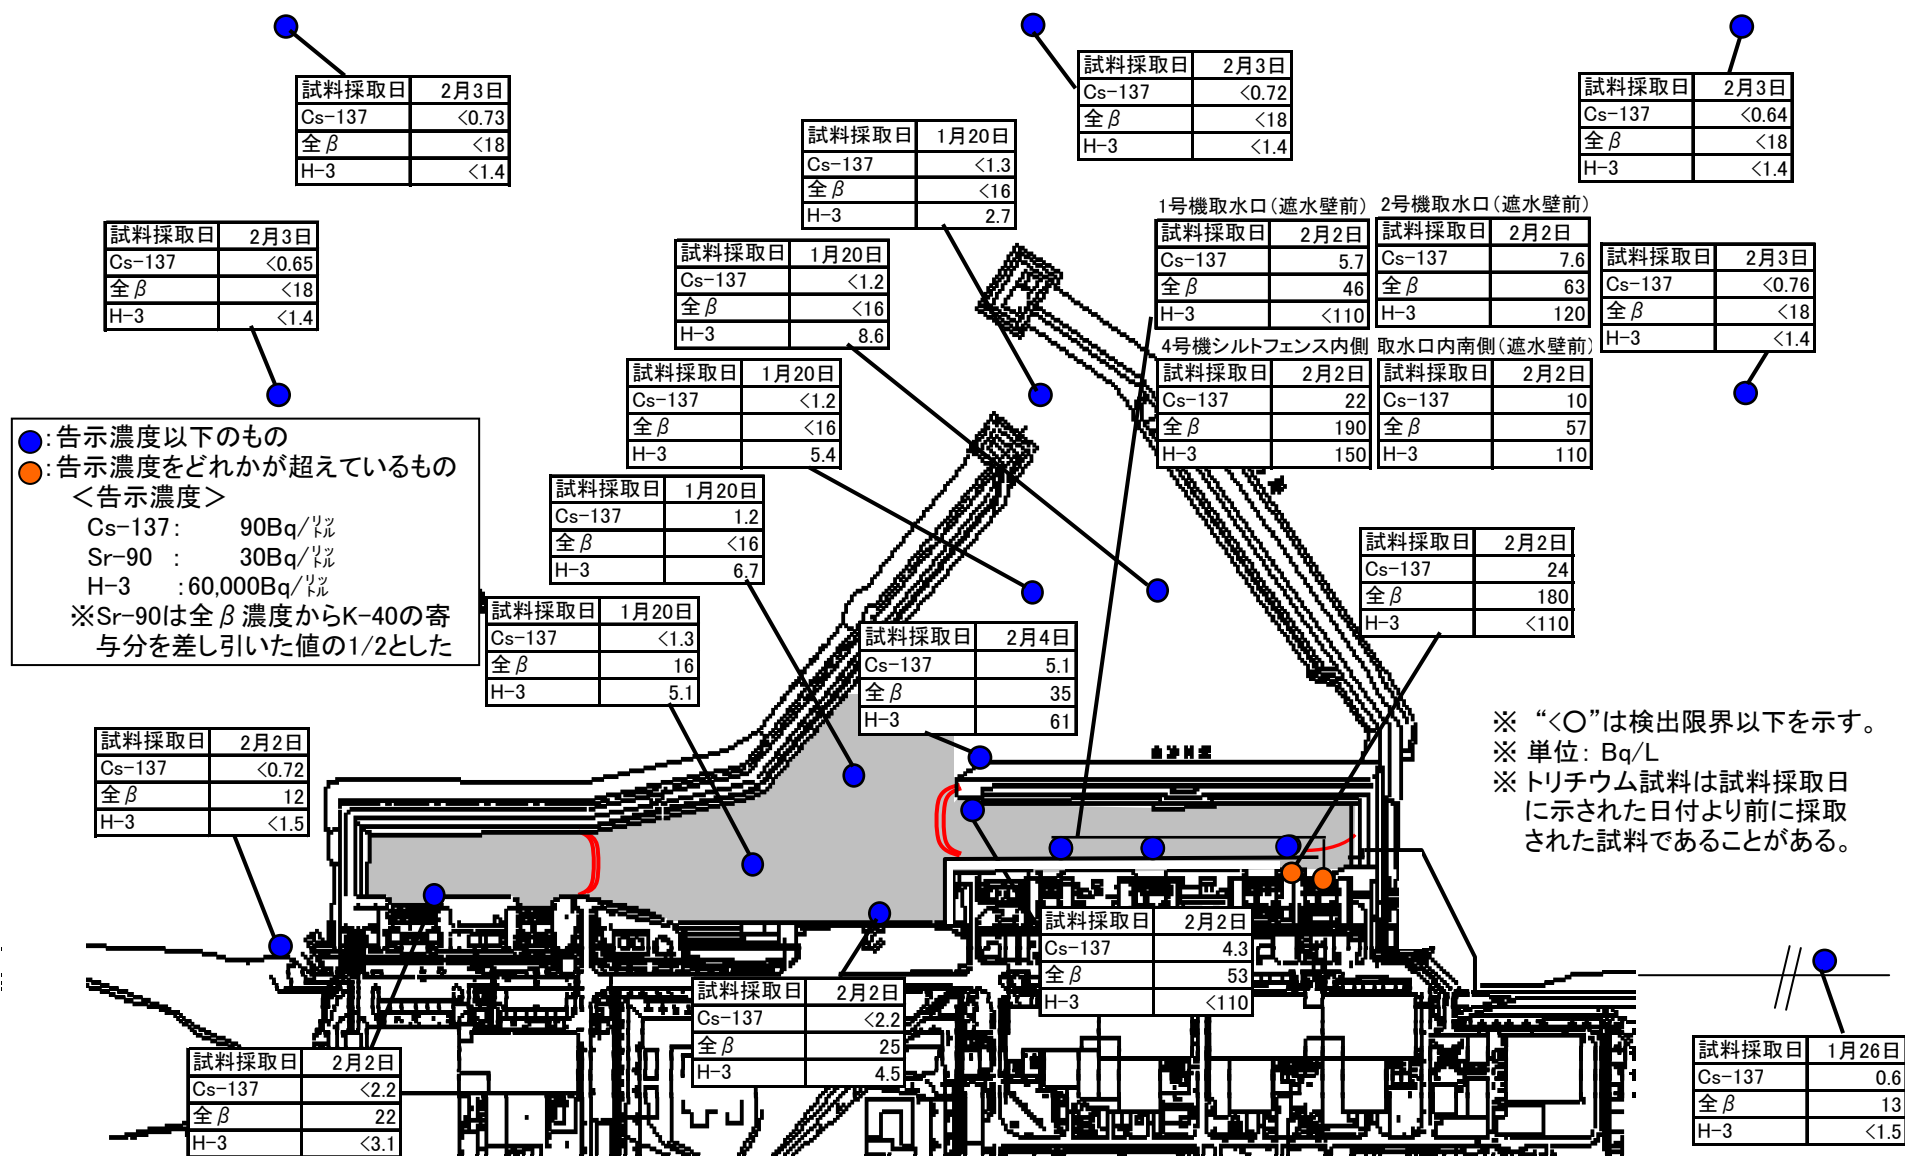 試料採取日 2月3日
Cs-137 <0.73
全β <18
H-3 <1.4
試料採取日 2月3日
Cs-137 <0.72
全β <18
H-3 <1.4
試料採取日 2月3日
Cs-137 <0.64
全β <18
H-3 <1.4
試料採取日 1月20日
Cs-137 <1.3
全β <16
H-3 2.7
試料採取日 2月3日
Cs-137 <0.65
全β <18
H-3 <1.4
試料採取日 1月20日
Cs-137 <1.2
全β <16
H-3 8.6
1号機取水口(遮水壁前)
試料採取日 2月2日
Cs-137 5.7
全β 46
H-3 <110
2号機取水口(遮水壁前)
試料採取日 2月2日
Cs-137 7.6
全β 63
H-3 120
試料採取日 2月3日
Cs-137 <0.76
全β <18
H-3 <1.4
4号機シルトフェンス内側
試料採取日 2月2日
Cs-137 22
全β 190
H-3 150
取水口内南側(遮水壁前)
試料採取日 2月2日
Cs-137 10
全β 57
H-3 110
試料採取日 1月20日
Cs-137 <1.2
全β <16
H-3 5.4
:告示濃度以下のもの
:告示濃度をどれかが超えているもの
<告示濃度>
Cs-137: 90Bq/リットル
Sr-90 : 30Bq/リットル
H-3 :60,000Bq/リットル
※Sr-90は全β濃度からK-40の寄
与分を差し引いた値の1/2とした
試料採取日 1月20日
Cs-137 1.2
全β <16
H-3 6.7
試料採取日 2月2日
Cs-137 24
全β 180
H-3 <110
試料採取日 1月20日
Cs-137 <1.3
全β 16
H-3 5.1
試料採取日 2月4日
Cs-137 5.1
全β 35
H-3 61
試料採取日 2月2日
Cs-137 <0.72
全β 12
H-3 <1.5
※ “<○”は検出限界以下を示す。
※ 単位: Bq/L
※ トリチウム試料は試料採取日
に示された日付より前に採取
された試料であることがある。
試料採取日 2月2日
Cs-137 4.3
全β 53
H-3 <110
試料採取日 2月2日
Cs-137 <2.2
全β 25
H-3 4.5
試料採取日 2月2日
Cs-137 <2.2
全β 22
H-3 <3.1
試料採取日 1月26日
Cs-137 0.6
全β 13
H-3 <1.5